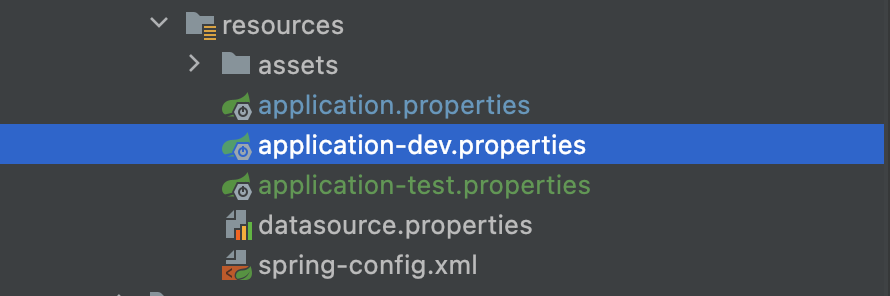 resources
assets
application.properties
application-dev.properties
application-test.properties
datasource.properties
spring-config.xml